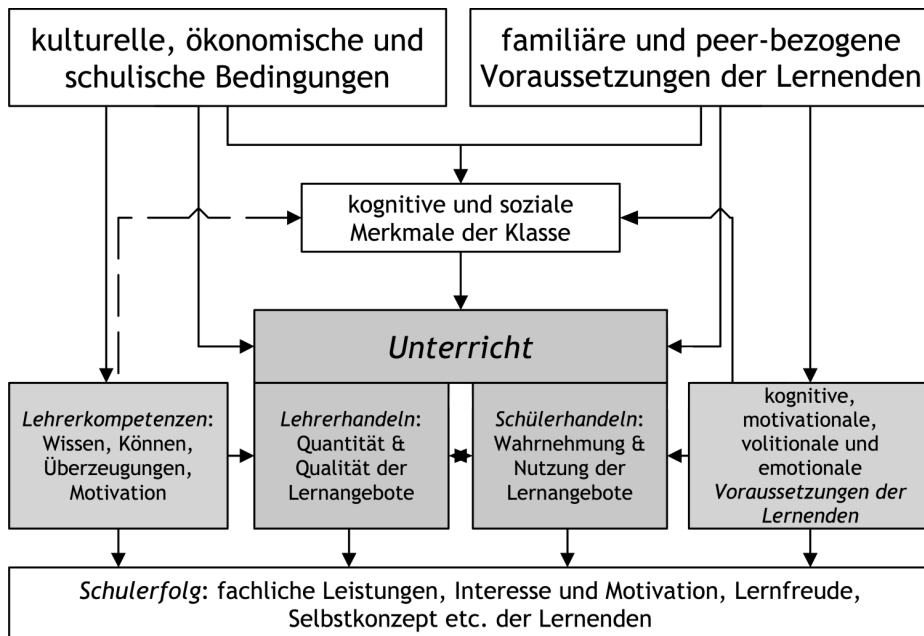 kulturelle, ökonomische und
schulische Bedingungen
familiäre und peer-bezogene
Voraussetzungen der Lernenden
kognitive und soziale
Merkmale der Klasse
Unterricht
Lehrerkompetenzen:
Wissen, Können,
Überzeugungen,
Motivation
Lehrerhandeln:
Quantität &
Qualität der
Lernangebote
Schülerhandeln:
Wahrnehmung &
Nutzung der
Lernangebote
kognitive,
motivationale,
volitionale und
emotionale
Voraussetzungen der
Lernenden
Schulerfolg: fachliche Leistungen, Interesse und Motivation, Lernfreude,
Selbstkonzept etc. der Lernenden